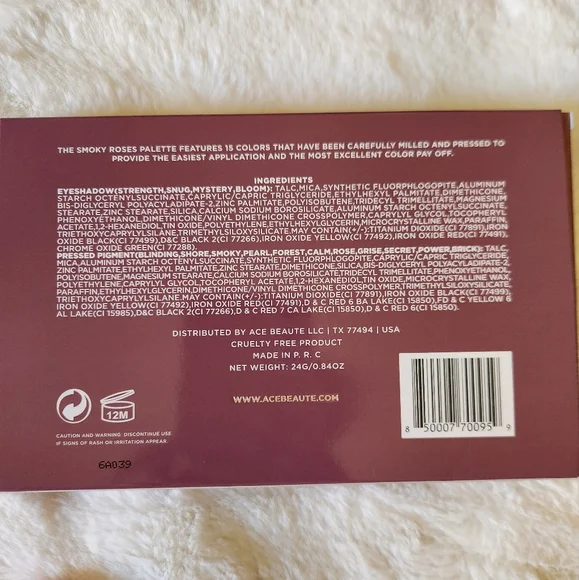 THE SMOKY ROSES PALETTE FEATURES 15 COLORS THAT HAVE BEEN CAREFULLY MILLED AND PRESSED TO
PROVIDE THE EASIEST APPLICATION AND THE MOST EXCELLENT COLOR PAY OFF.
INGREDIENTS
EYESHADOW(STRENGTH,SNUG,MYSTERY,BLOOM): TALC,MICA,SYNTHETIC FLUORPHLOGOPITE,ALUMINUM
STARCH OCTENYLSUCCINATE,CAPRYLIC/CAPRIC TRIGLYCERIDE,ETHYLHEXYL PALMITATE,DIMETHICONE,
BIS-DIGLYCERYL POLYACYLADIPATE-2,ZINC PALMITATE,POLYISOBUTENE,TRIDECYL TRIMELLITATE,MAGNESIUM
STEARATE,ZINC STEARATE,SILICA,CALCIUM SODIUM BOROSILICATE,ALUMINUM STARCH OCTENYLSUCCINATE,
PHENOXYETHANOL,DIMETHICONE/VINYL DIMETHICONE CROSSPOLYMER,CAPRYLYL GLYCOL,TOCOPHERYL
ACETATE,1,2-HEXANEDIOL,TIN OXIDE,POLYETHYLENE,ETHYLHEXYLGLYCERIN,MICROCRYSTALLINE WAX,PARAFFIN,
TRIETHOXYCAPRYLYLSILANE,TRIMETHYLSILOXYSILICATE.MAY CONTAIN(+/-):TITANIUM DIOXIDE(CI 77891),IRON
OXIDE BLACK(CI 77499),D&C BLACK 2(CI 77266),IRON OXIDE YELLOW(CI 77492),IRON OXIDE RED(CI 77491),
CHROME OXIDE GREEN(CI 77288).
PRESSED PIGMENT(BLINDING,SHORE,SMOKY,PEARL,FOREST,CALM,ROSE,GRISE,SECRET,POWER,BRICK): TALC,
MICA,ALUMINUM STARCH OCTENYLSUCCINATE,SYNTHETIC FLUORPHLOGOPITE,CAPRYLIC/CAPRIC TRIGLYCERIDE,
ZINC PALMITATE,ETHYLHEXYL PALMITATE,ZINC STEARATE,DIMETHICONE,SILICA,BIS-DIGLYCERYL POLYACYLADIPATE-2,
POLYISOBUTENE,MAGNESIUM STEARATE,CALCIUM SODIUM BOROSILICATE,TRIDECYL TRIMELLITATE,PHENOXYETHANOL,
POLYETHYLENE,CAPRYLYL GLYCOL,TOCOPHERYL ACETATE,1,2-HEXANEDIOL,TIN OXIDE,MICROCRYSTALLINE WAX,
PARAFFIN,ETHYLHEXYLGLYCERIN,DIMETHICONE/VINYL DIMETHICONE CROSSPOLYMER,TRIMETHYLSILOXYSILICATE,
TRIETHOXYCAPRYLYLSILANE.MAY CONTAIN(+/-):TITANIUM DIOXIDE(CI 77891),IRON OXIDE BLACK(CI 77499),
IRON OXIDE YELLOW(CI 77492),IRON OXIDE RED(CI 77491),D & C RED 6 BA LAKE(CI 15850),FD & C YELLOW 6
AL LAKE(CI 15985),D&C BLACK 2(CI 77266),D & C RED 7 CA LAKE(CI 15850),D & C RED 6(CI 15850).
DISTRIBUTED BY ACE BEAUTE LLC | TX 77494 | USA
CRUELTY FREE PRODUCT
MADE IN P. R. C
NET WEIGHT: 24G/0.84OZ
WWW.ACEBEAUTE.COM
12M
CAUTION AND WARNING: DISCONTINUE USE
IF SIGNS OF RASH OR IRRITATION APPEAR.
6A039
8 50007 70095 9